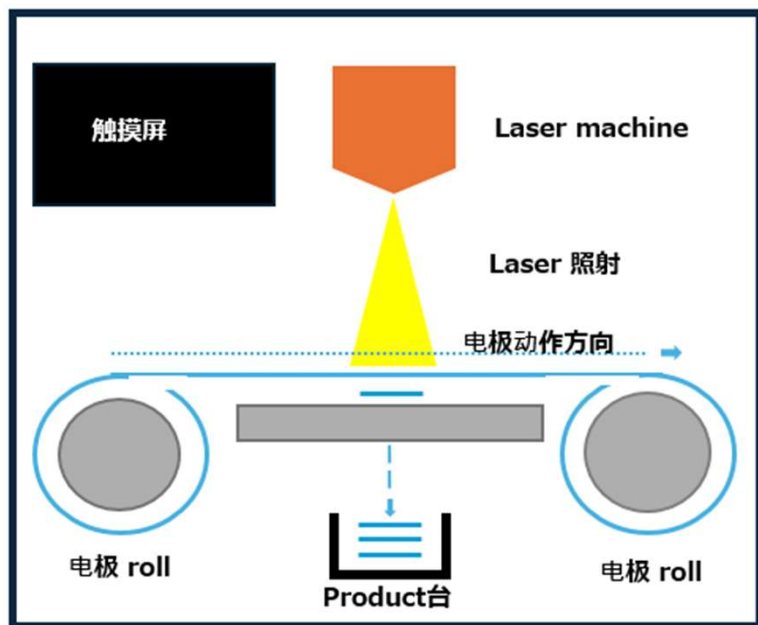 触摸屏
Laser machine
Laser 照射
电极动作方向
电极 roll
电极 roll
Product台